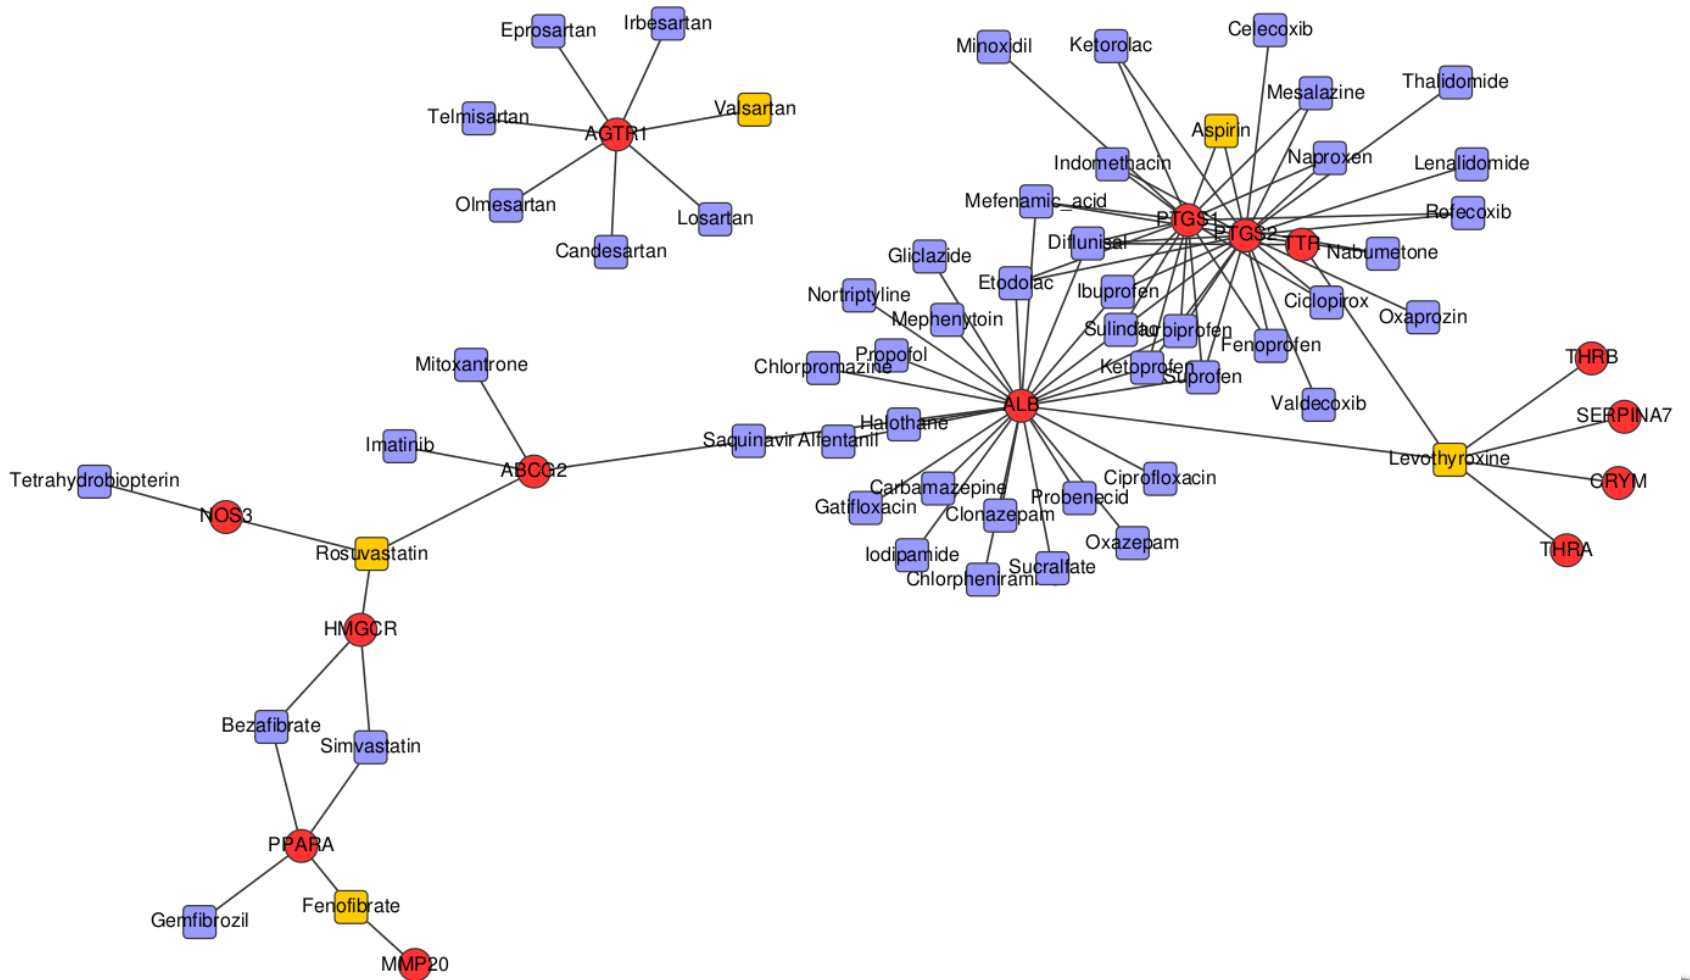 Eprosartan
Irbesartan
Telmisartan
Valsartan
AGTR1
Olmesartan
Losartan
Candesartan
Minoxidil
Ketorolac
Celecoxib
Mesalazine
Thalidomide
Aspirin
Indomethacin
Naproxen
Lenalidomide
Mefenamic_acid
PTGS1
PTGS2
Rofecoxib
Diflunisal
TTR
Nabumetone
Gliclazide
Etodolac
Ibuprofen
Ciclopirox
Nortriptyline
Mephenytoin
Sulindac
Oxaprozin
Fenoprofen
Chlorpromazine
Propofol
Ketoprofen
Suprofen
THRB
Mitoxantrone
ALB
Valdecoxib
SERPINA7
Imatinib
Saquinavir
Alfentanil
Halothane
Levothyroxine
ABCG2
Tetrahydrobiopterin
Carbamazepine
Ciprofloxacin
CRYM
NOS3
Gatifloxacin
Clonazepam
Probenecid
Rosuvastatin
Iodipamide
Oxazepam
THRA
Sucralfate
HMGCR
Bezafibrate
Simvastatin
PPARA
Gemfibrozil
Fenofibrate
MMP20